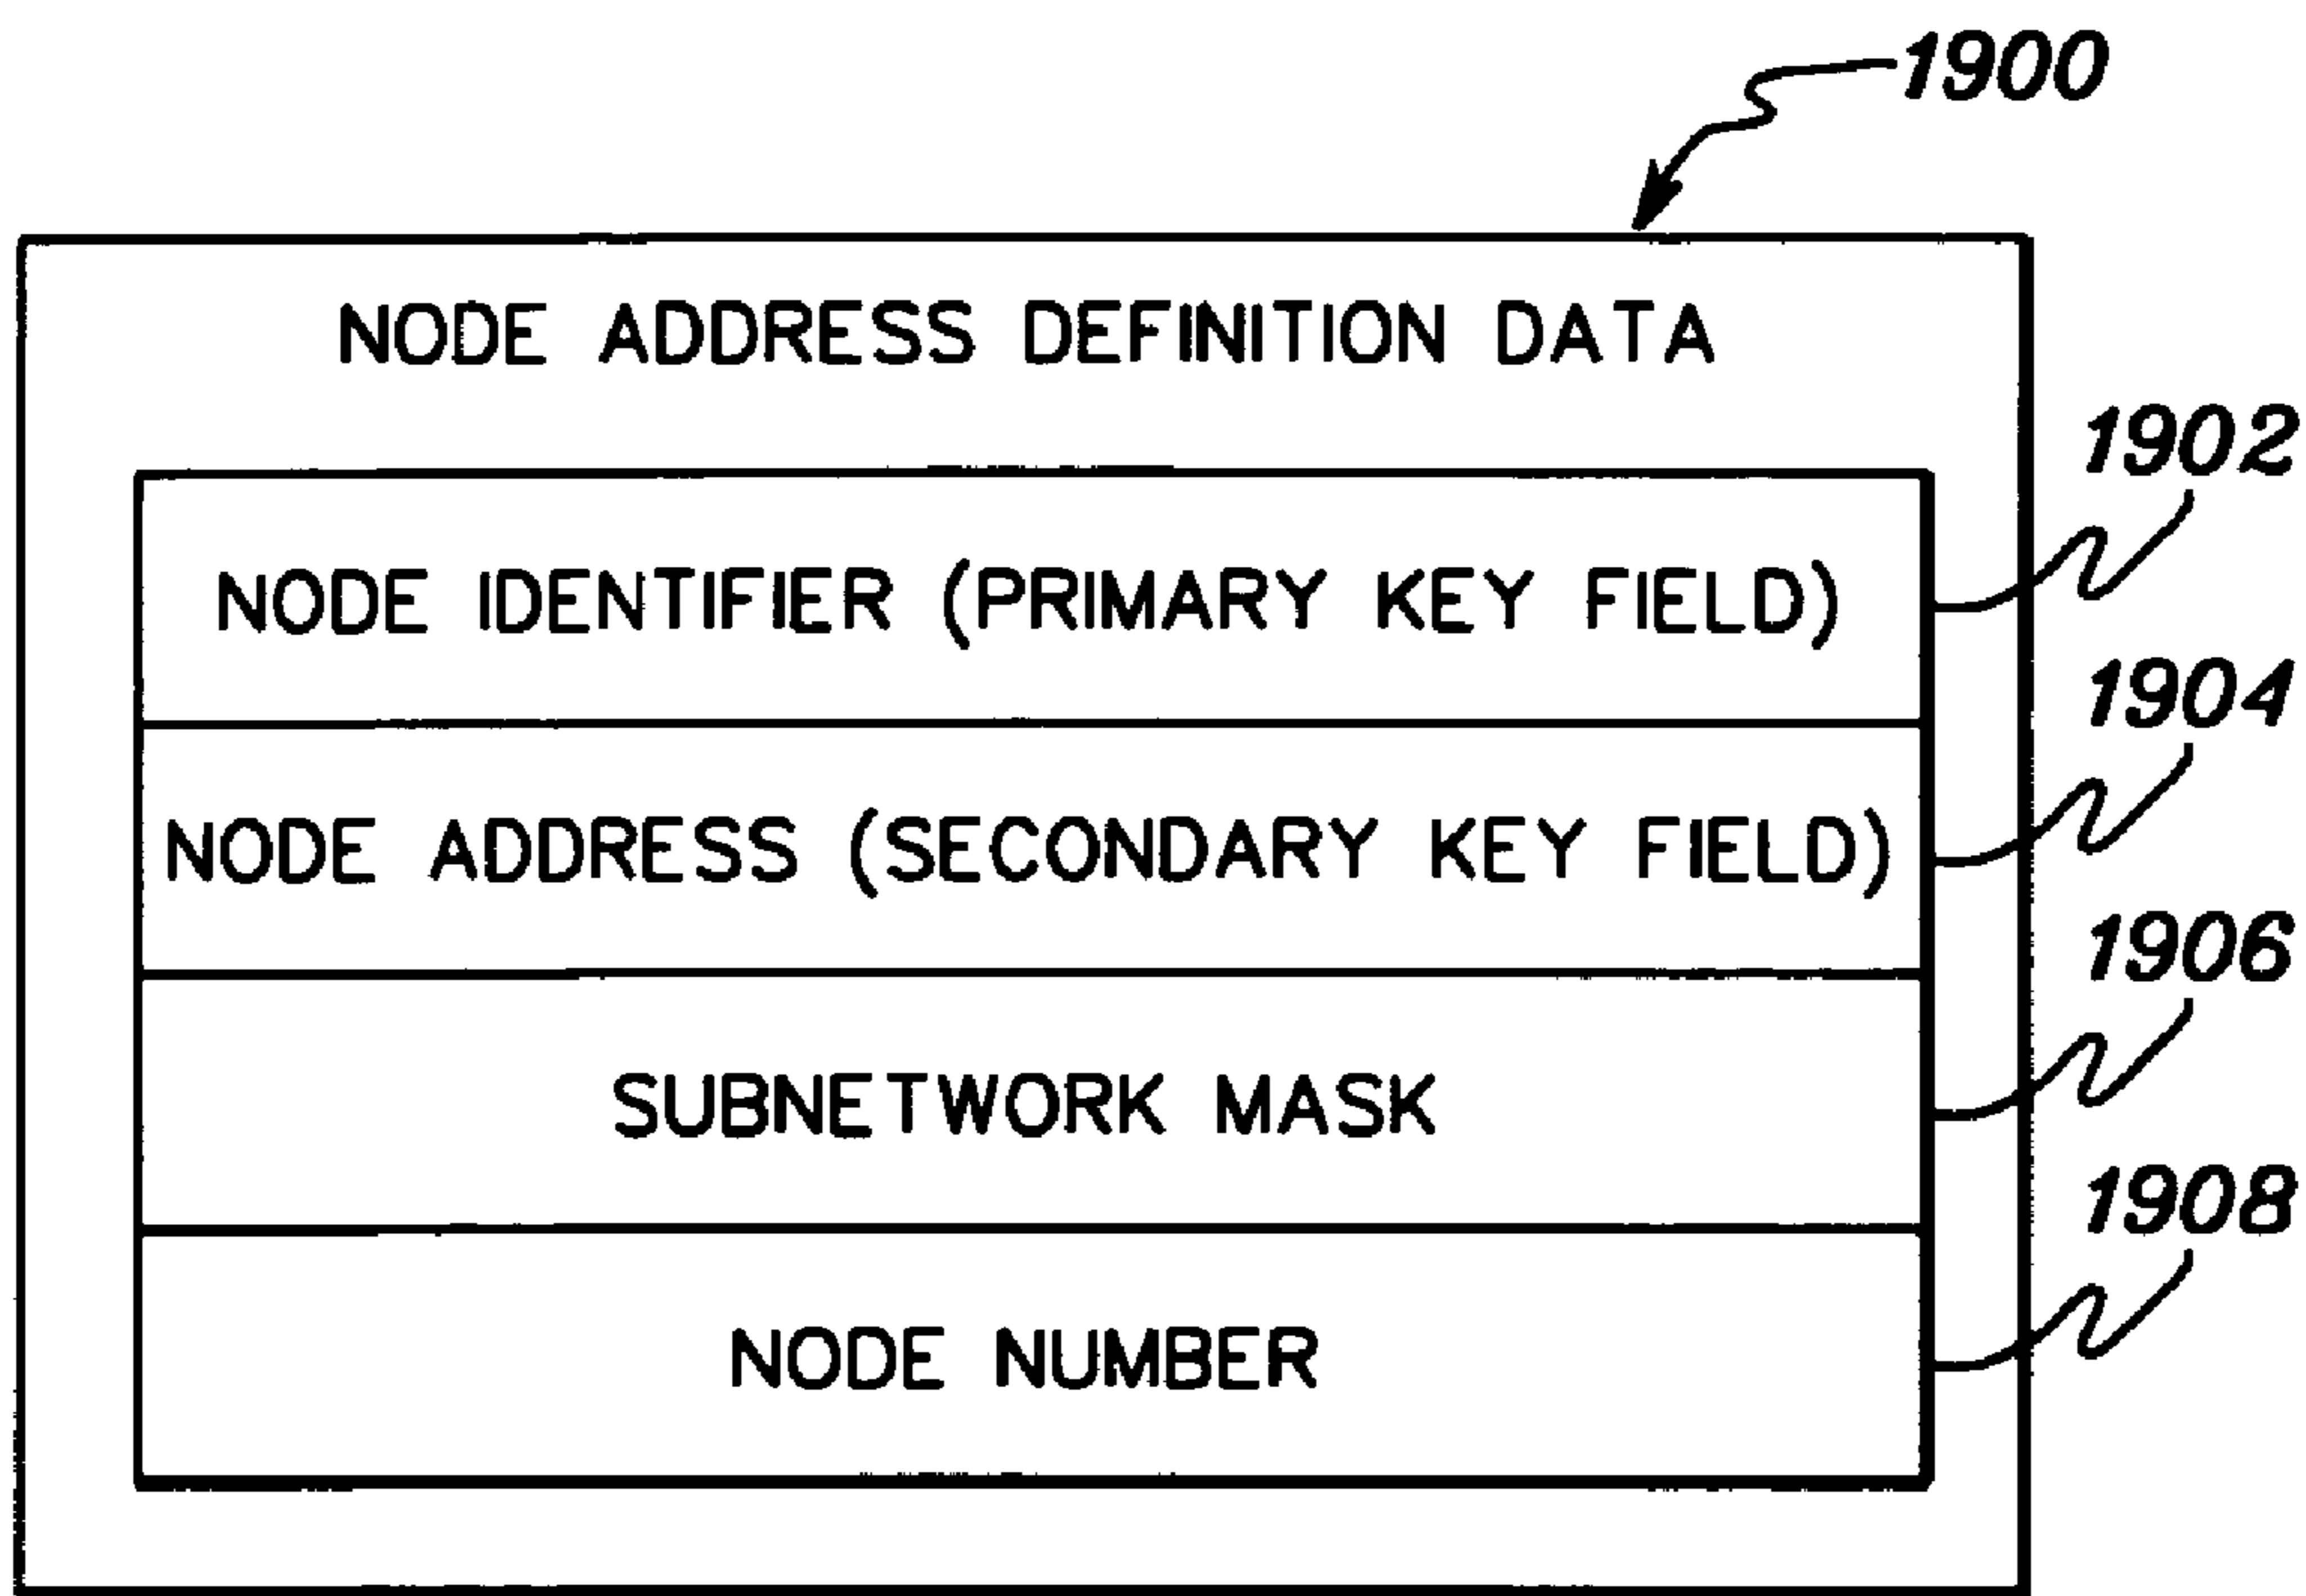 1900
NODE ADDRESS DEFINITION DATA
1902
NODE IDENTIFIER (PRIMARY KEY FIELD)
1904
NODE ADDRESS (SECONDARY KEY FIELD)
1906
SUBNETWORK MASK
1908
NODE NUMBER